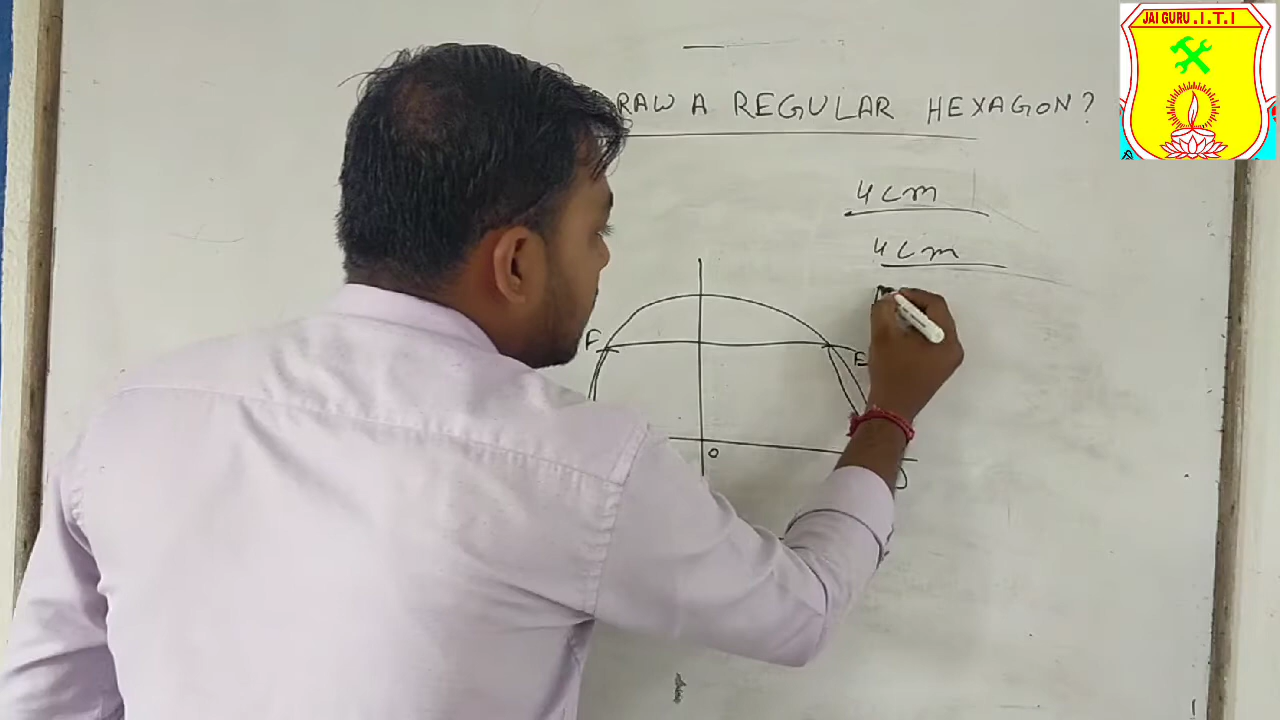 JAI GURU .I.T.I
RAW A REGULAR HEXAGON?
4cm
4cm
F
E
O
D